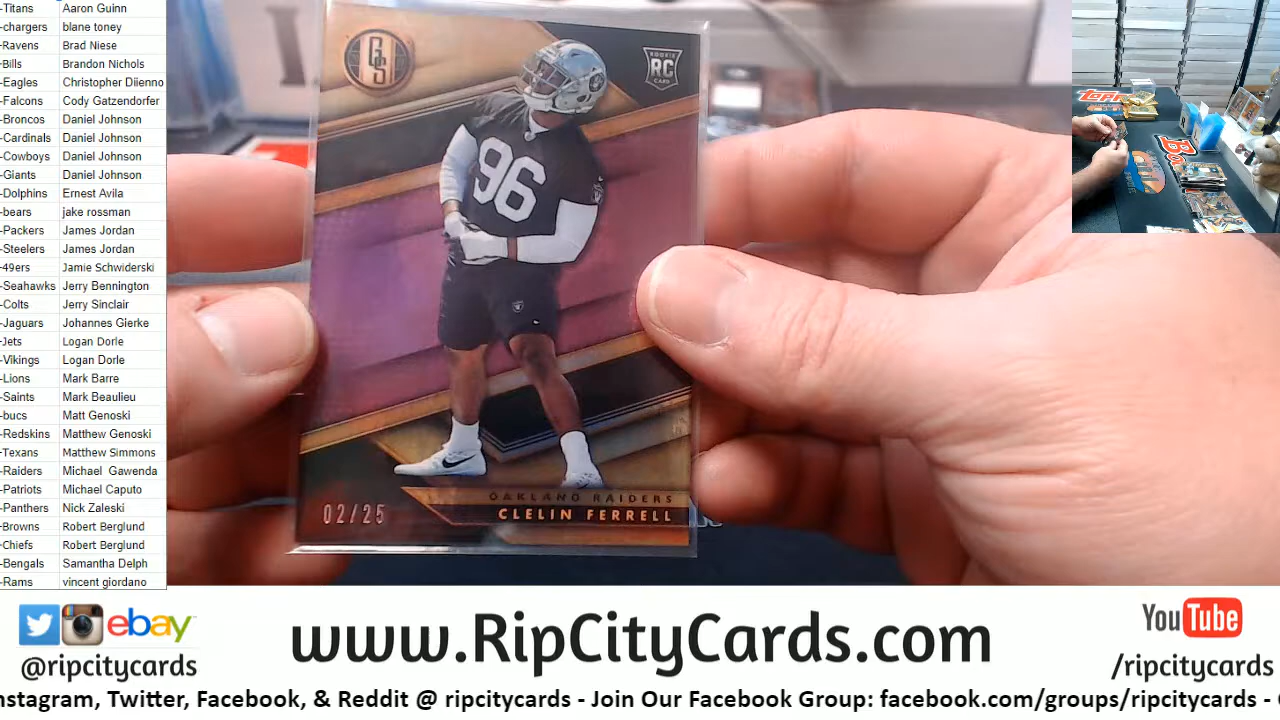 -Titans Aaron Guinn
-chargers blane toney
-Ravens Brad Niese
-Bills Brandon Nichols
-Eagles Christopher Diienno
-Falcons Cody Gatzendorfer
-Broncos Daniel Johnson
-Cardinals Daniel Johnson
-Cowboys Daniel Johnson
-Giants Daniel Johnson
-Dolphins Ernest Avila
-bears jake rossman
-Packers James Jordan
-Steelers James Jordan
-49ers Jamie Schwiderski
-Seahawks Jerry Bennington
-Colts Jerry Sinclair
-Jaguars Johannes Gierke
-Jets Logan Dorle
-Vikings Logan Dorle
-Lions Mark Barre
-Saints Mark Beaulieu
-bucs Matt Genoski
-Redskins Matthew Genoski
-Texans Matthew Simmons
-Raiders Michael Gawenda
-Patriots Michael Caputo
-Panthers Nick Zaleski
-Browns Robert Berglund
-Chiefs Robert Berglund
-Bengals Samantha Delph
-Rams vincent giordano
GS
ROOKIE
RC
CARD
96
OAKLAND RAIDERS
CLELIN FERRELL
02/25
Topps
ebay
@ripcitycards
www.RipCityCards.com
YouTube
/ripcitycards
nstagram, Twitter, Facebook, & Reddit @ ripcitycards - Join Our Facebook Group: facebook.com/groups/ripcitycards -